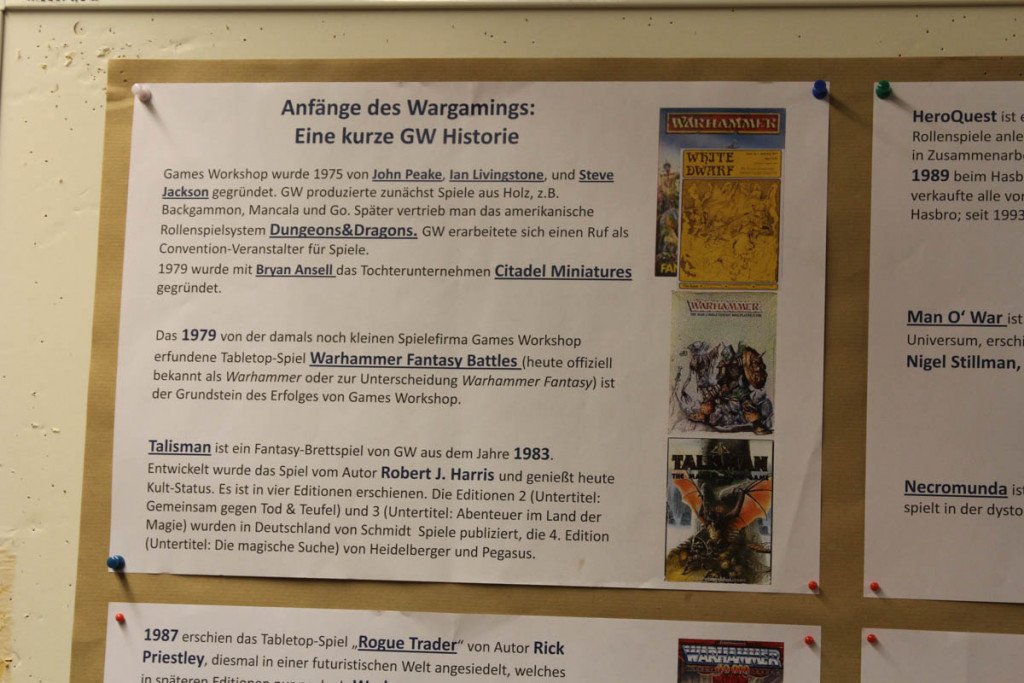 Anfänge des Wargamings:
Eine kurze GW Historie
Games Workshop wurde 1975 von John Peake, Ian Livingstone, und Steve
Jackson gegründet. GW produzierte zunächst Spiele aus Holz, z.B.
Backgammon, Mancala und Go. Später vertrieb man das amerikanische
Rollenspielsystem Dungeons&Dragons. GW erarbeitete sich einen Ruf als
Convention-Veranstalter für Spiele.
1979 wurde mit Bryan Ansell das Tochterunternehmen Citadel Miniatures
gegründet.
Das 1979 von der damals noch kleinen Spielefirma Games Workshop
erfundene Tabletop-Spiel Warhammer Fantasy Battles (heute offiziell
bekannt als Warhammer oder zur Unterscheidung Warhammer Fantasy) ist
der Grundstein des Erfolges von Games Workshop.
Talisman ist ein Fantasy-Brettspiel von GW aus dem Jahre 1983.
Entwickelt wurde das Spiel vom Autor Robert J. Harris und genießt heute
Kult-Status. Es ist in vier Editionen erschienen. Die Editionen 2 (Untertitel:
Gemeinsam gegen Tod & Teufel) und 3 (Untertitel: Abenteuer im Land der
Magie) wurden in Deutschland von Schmidt Spiele publiziert, die 4. Edition
(Untertitel: Die magische Suche) von Heidelberger und Pegasus.
WARHAMMER
WHITE
DWARF
WARHAMMER
TALISMAN
1987 erschien das Tabletop-Spiel „Rogue Trader“ von Autor Rick
Priestley, diesmal in einer futuristischen Welt angesiedelt, welches
in späteren Editionen
WARHAMMER
HeroQuest ist
Rollenspiele anle
in Zusammenarbe
1989 beim Hasb
verkaufte alle vo
Hasbro; seit 1993
Man O‘ War ist
Universum, ersch
Nigel Stillman,
Necromunda ist
spielt in der dysto